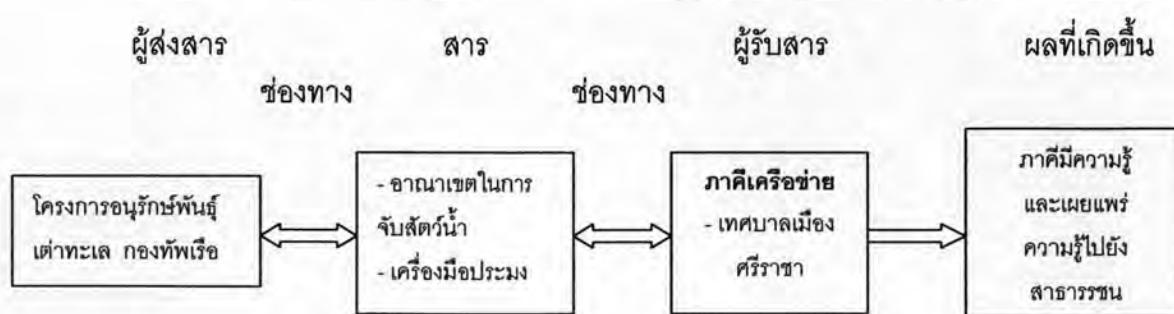 ผู้ส่งสาร สาร ผู้รับสาร ผลที่เกิดขึ้น
ช่องทาง ช่องทาง
โครงการอนุรักษ์พันธุ์
เต่าทะเล กองทัพเรือ
- อาณาเขตในการ
จับสัตว์น้ำ
- เครื่องมือประมง
ภาคีเครือข่าย
- เทศบาลเมือง
ศรีราชา
ภาคีมีความรู้
และเผยแพร่
ความรู้ไปยัง
สาธารรชน